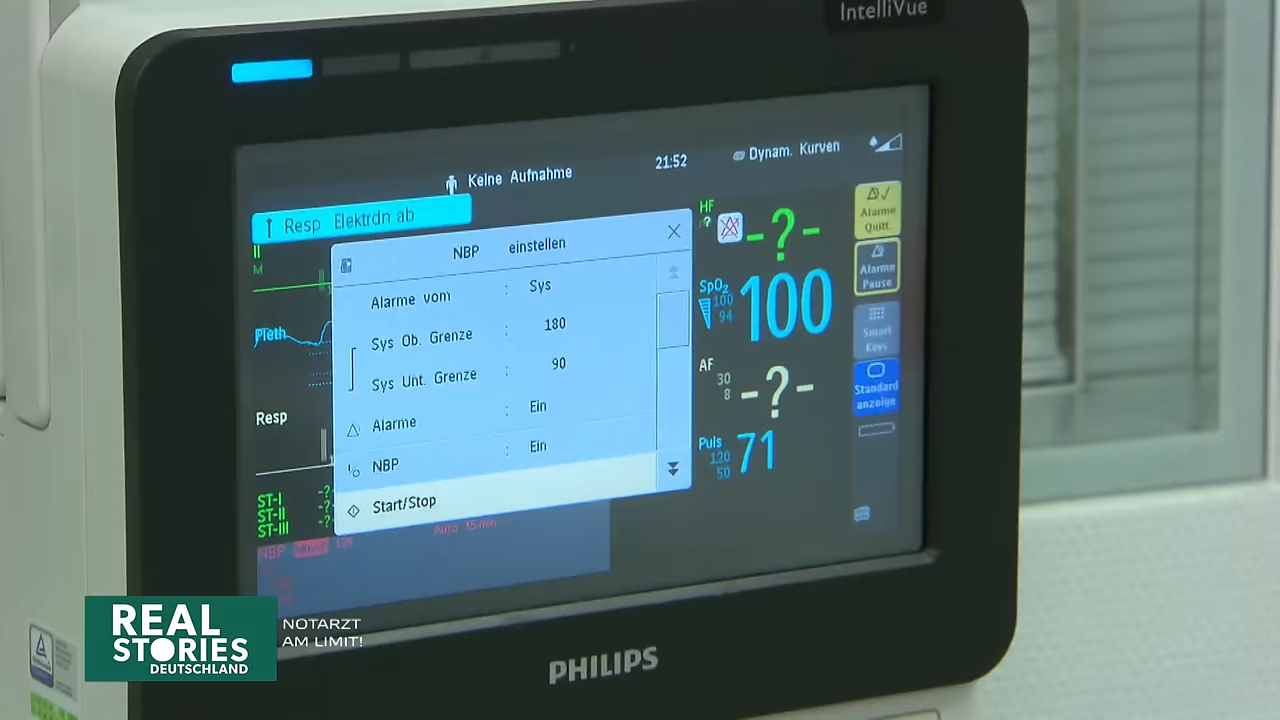 IntelliVue
Keine Aufnahme
21:52
Dynam. Kurven
Resp Elektrdn ab
NBP einstellen
Alarme vom : Sys
Sys Ob. Grenze : 180
Sys Unt. Grenze : 90
Alarme : Ein
NBP : Ein
Start/Stop
II
M
Pleth
Resp
ST-I -?-
ST-II -?-
ST-III -?-
NBP
Auto 15min
HF
? -?-
SpO₂
100
94
100
AF
30
8
-?-
Puls
120
50
71
Alarme
Quitt.
Alarme
Pause
Smart
Keys
Standard
anzeige
PHILIPS
REAL
STORIES
DEUTSCHLAND
NOTARZT
AM LIMIT!